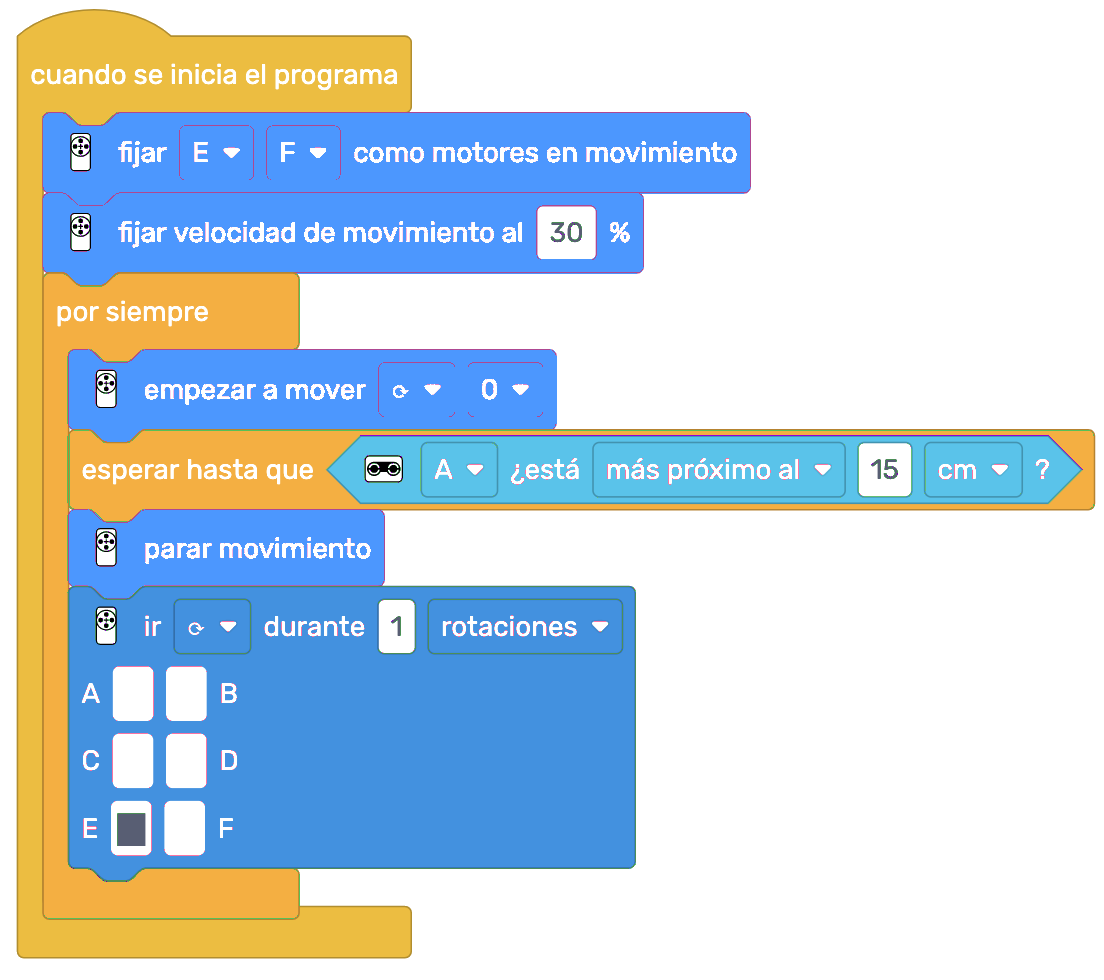 cuando se inicia el programa
fijar E F como motores en movimiento
fijar velocidad de movimiento al 30 %
por siempre
empezar a mover ⟳ 0
esperar hasta que A ¿está más próximo al 15 cm ?
parar movimiento
ir ⟳ durante 1 rotaciones
A B
C D
E F